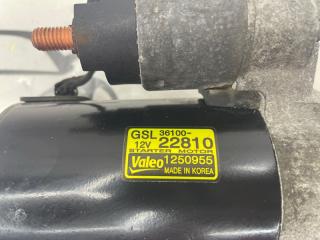 GSL 36100-
12V 22810
STARTER MOTOR
Valeo 1250955
MADE IN KOREA